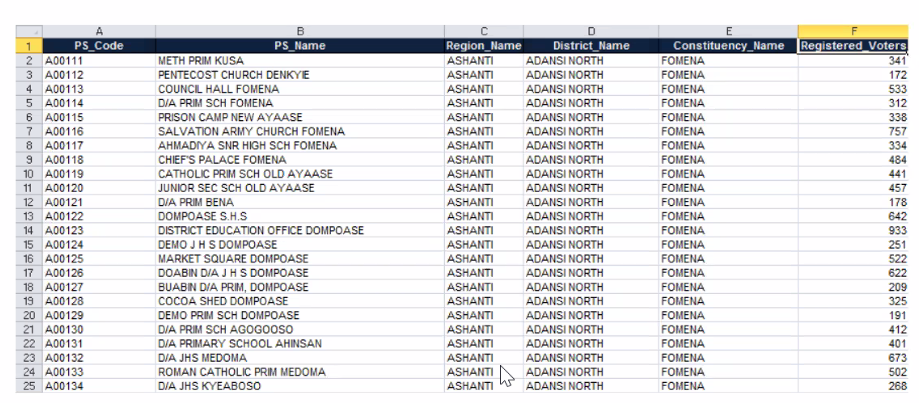 A B C D E F
1 PS_Code PS_Name Region_Name District_Name Constituency_Name Registered_Voters
2 A00111 METH PRIM KUSA ASHANTI ADANSI NORTH FOMENA 341
3 A00112 PENTECOST CHURCH DENKYIE ASHANTI ADANSI NORTH FOMENA 172
4 A00113 COUNCIL HALL FOMENA ASHANTI ADANSI NORTH FOMENA 533
5 A00114 D/A PRIM SCH FOMENA ASHANTI ADANSI NORTH FOMENA 312
6 A00115 PRISON CAMP NEW AYAASE ASHANTI ADANSI NORTH FOMENA 338
7 A00116 SALVATION ARMY CHURCH FOMENA ASHANTI ADANSI NORTH FOMENA 757
8 A00117 AHMADIYA SNR HIGH SCH FOMENA ASHANTI ADANSI NORTH FOMENA 334
9 A00118 CHIEF'S PALACE FOMENA ASHANTI ADANSI NORTH FOMENA 484
10 A00119 CATHOLIC PRIM SCH OLD AYAASE ASHANTI ADANSI NORTH FOMENA 441
11 A00120 JUNIOR SEC SCH OLD AYAASE ASHANTI ADANSI NORTH FOMENA 457
12 A00121 D/A PRIM BENA ASHANTI ADANSI NORTH FOMENA 178
13 A00122 DOMPOASE S.H.S ASHANTI ADANSI NORTH FOMENA 642
14 A00123 DISTRICT EDUCATION OFFICE DOMPOASE ASHANTI ADANSI NORTH FOMENA 933
15 A00124 DEMO J H S DOMPOASE ASHANTI ADANSI NORTH FOMENA 251
16 A00125 MARKET SQUARE DOMPOASE ASHANTI ADANSI NORTH FOMENA 522
17 A00126 DOABIN D/A J H S DOMPOASE ASHANTI ADANSI NORTH FOMENA 622
18 A00127 BUABIN D/A PRIM, DOMPOASE ASHANTI ADANSI NORTH FOMENA 209
19 A00128 COCOA SHED DOMPOASE ASHANTI ADANSI NORTH FOMENA 325
20 A00129 DEMO PRIM SCH DOMPOASE ASHANTI ADANSI NORTH FOMENA 191
21 A00130 D/A PRIM SCH AGOGOOSO ASHANTI ADANSI NORTH FOMENA 412
22 A00131 D/A PRIMARY SCHOOL AHINSAN ASHANTI ADANSI NORTH FOMENA 401
23 A00132 D/A JHS MEDOMA ASHANTI ADANSI NORTH FOMENA 673
24 A00133 ROMAN CATHOLIC PRIM MEDOMA ASHANTI ADANSI NORTH FOMENA 502
25 A00134 D/A JHS KYEABOSO ASHANTI ADANSI NORTH FOMENA 268